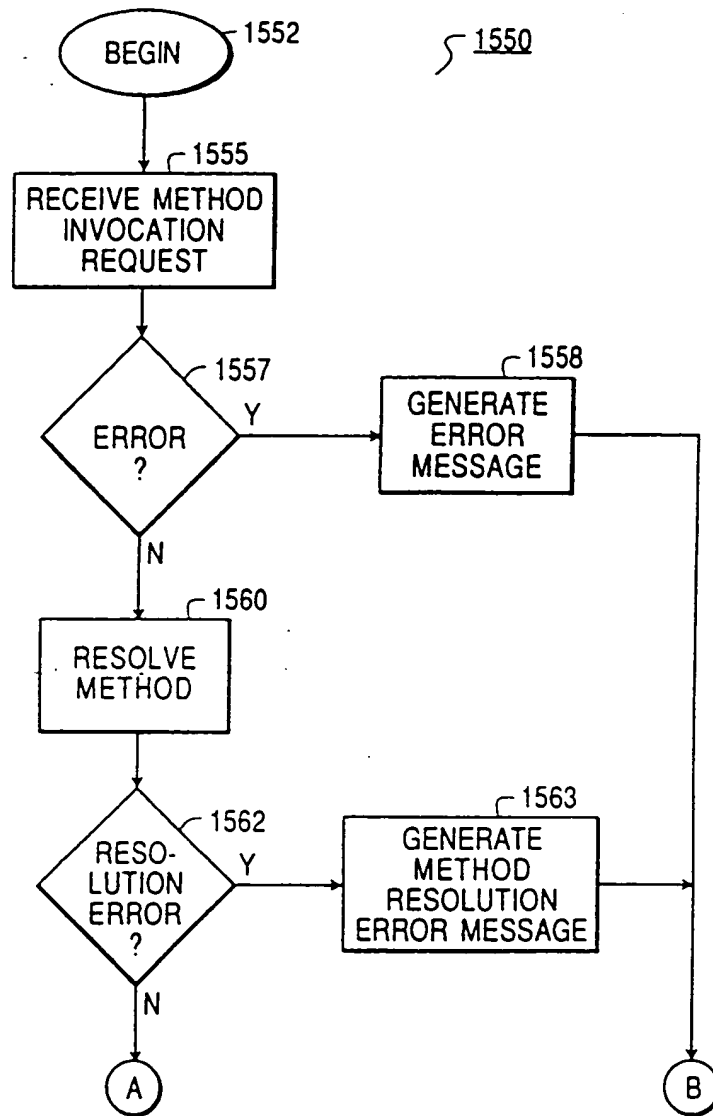 BEGIN
1552
1550
1555
RECEIVE METHOD
INVOCATION
REQUEST
1557
ERROR
?
Y
1558
GENERATE
ERROR
MESSAGE
N
1560
RESOLVE
METHOD
1562
RESO-
LUTION
ERROR
?
Y
1563
GENERATE
METHOD
RESOLUTION
ERROR MESSAGE
N
A
B